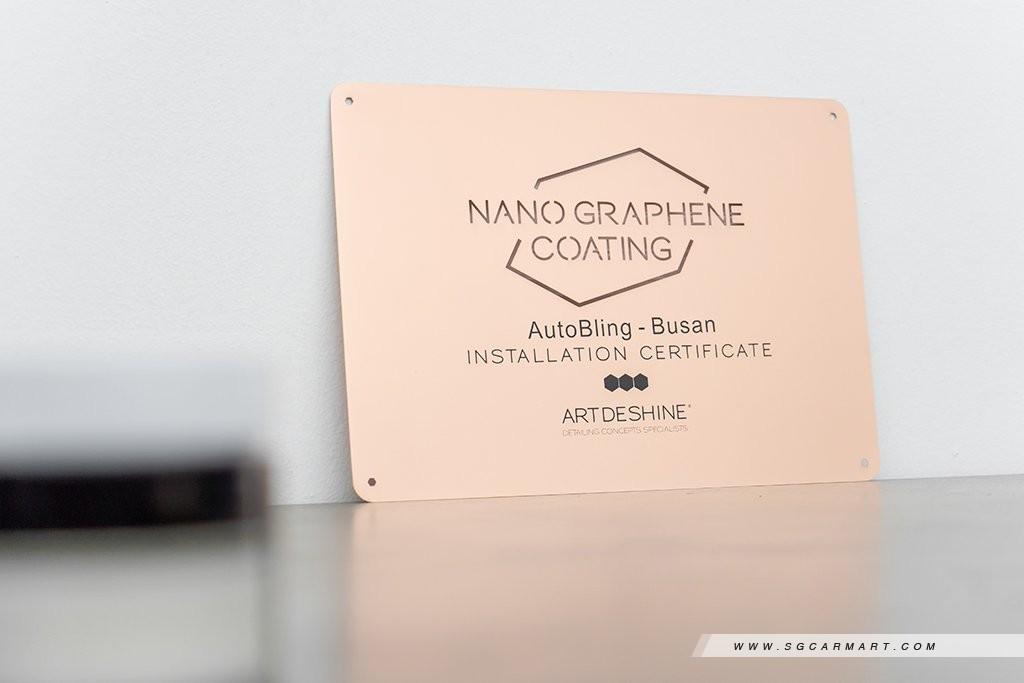 NANO GRAPHENE
COATING
AutoBling - Busan
INSTALLATION CERTIFICATE
ARTDESHINE®
DETAILING CONCEPTS SPECIALISTS
WWW.SGCARMART.COM